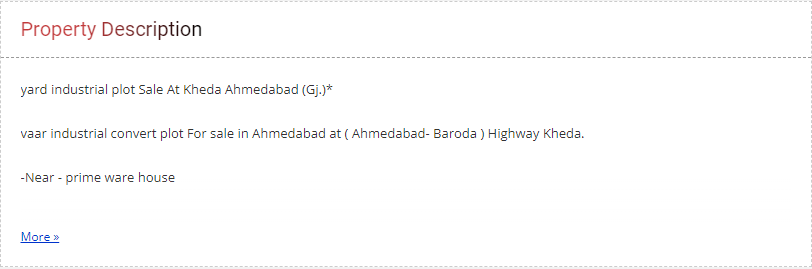 Property Description
yard industrial plot Sale At Kheda Ahmedabad (Gj.)*
vaar industrial convert plot For sale in Ahmedabad at ( Ahmedabad- Baroda ) Highway Kheda.
-Near - prime ware house
More »